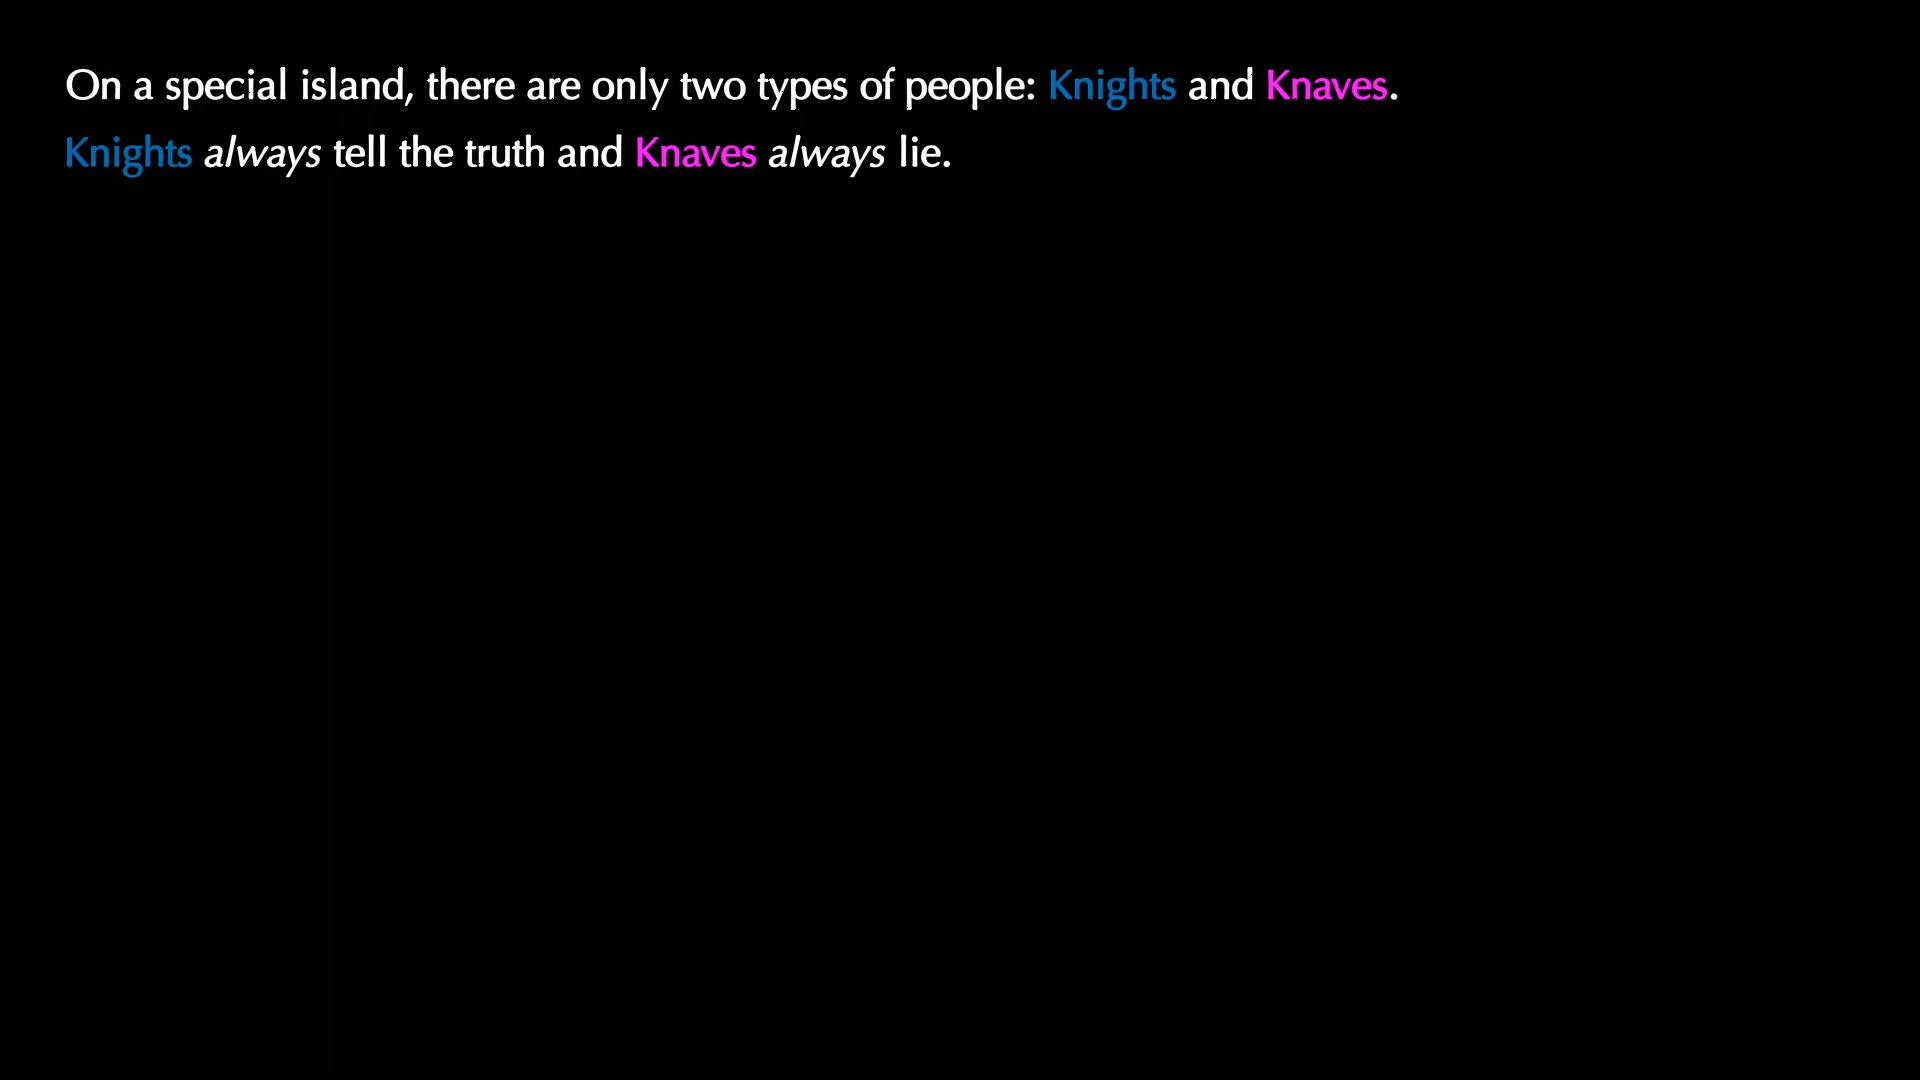 On a special island, there are only two types of people: Knights and Knaves.
Knights always tell the truth and Knaves always lie.